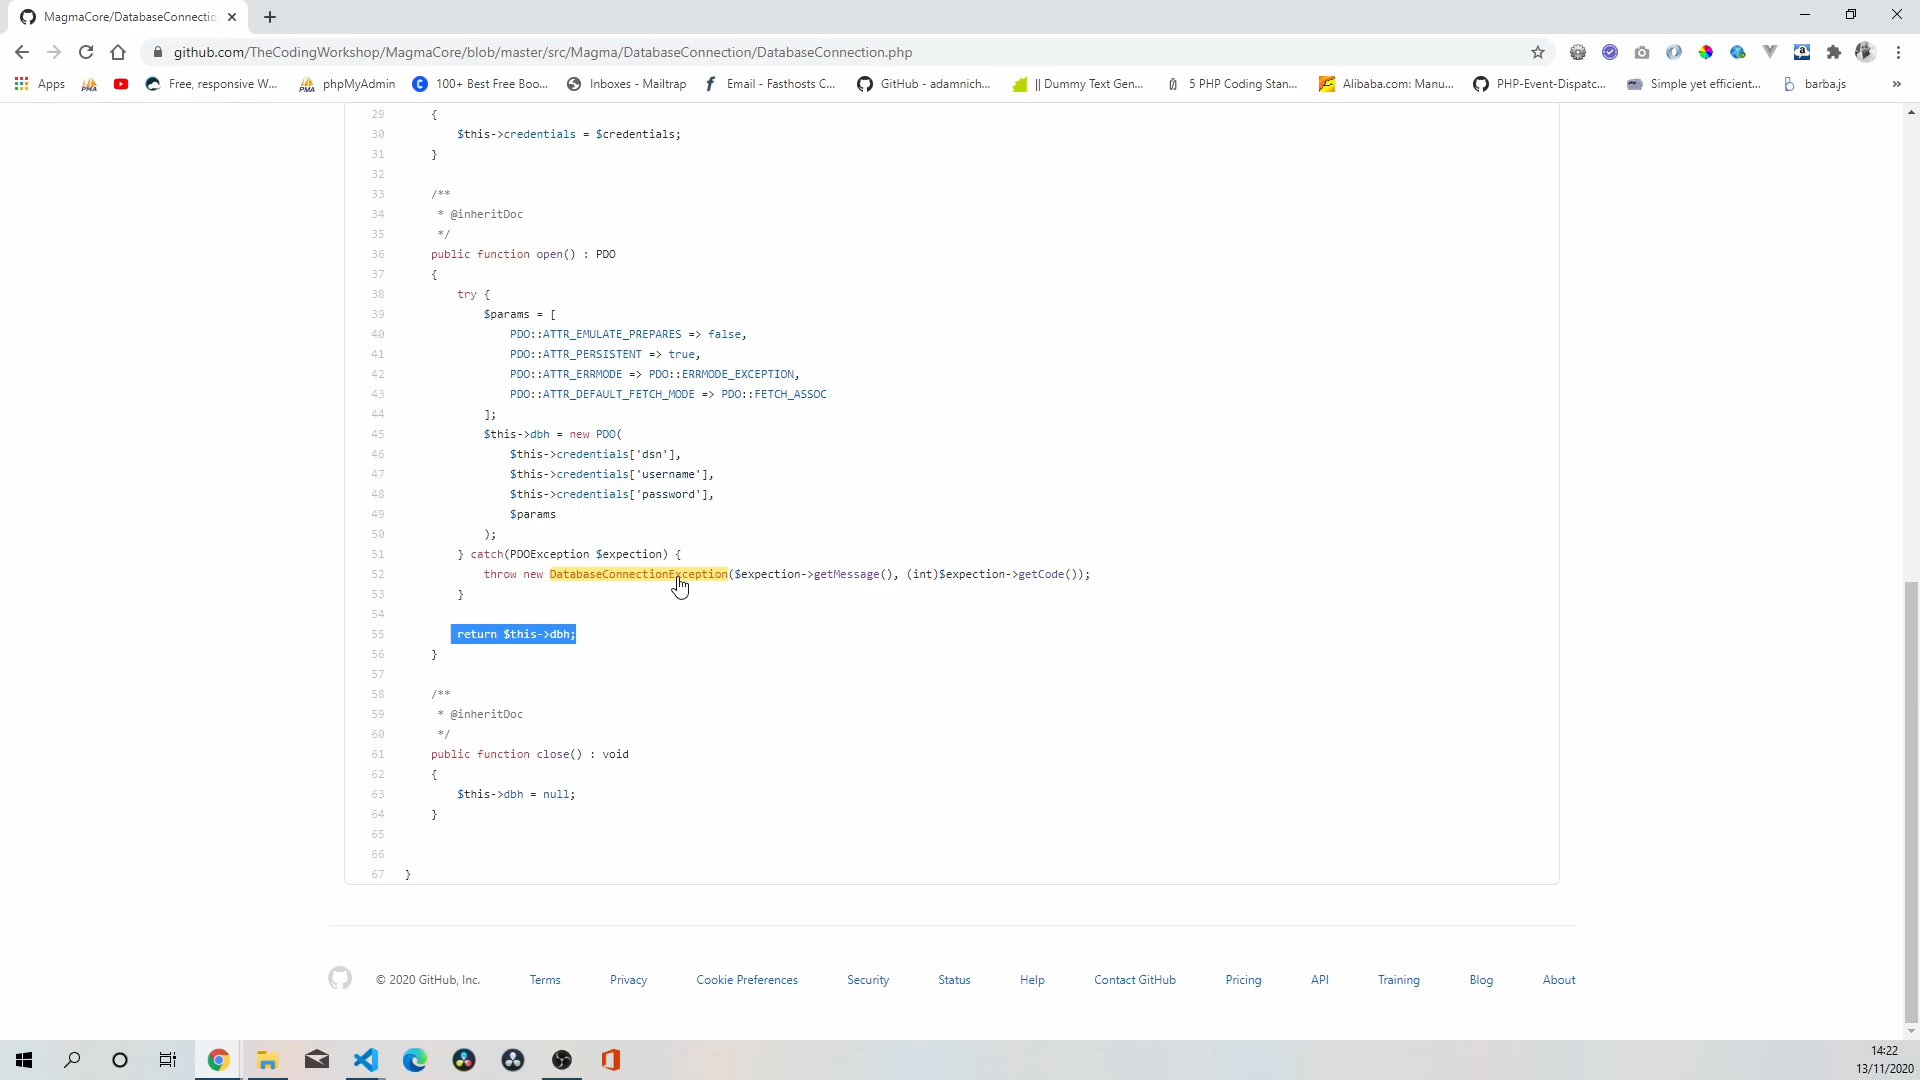 MagmaCore/DatabaseConnectio
github.com/TheCodingWorkshop/MagmaCore/blob/master/src/Magma/DatabaseConnection/DatabaseConnection.php
Apps
PMA
Free, responsive W...
PMA
phpMyAdmin
100+ Best Free Boo...
Inboxes - Mailtrap
Email - Fasthosts C...
GitHub - adamnich...
|| Dummy Text Gen...
5 PHP Coding Stan...
Alibaba.com: Manu...
PHP-Event-Dispatc...
Simple yet efficient...
barba.js
»
29 {
30 $this->credentials = $credentials;
31 }
32
33 /**
34 * @inheritDoc
35 */
36 public function open() : PDO
37 {
38 try {
39 $params = [
40 PDO::ATTR_EMULATE_PREPARES => false,
41 PDO::ATTR_PERSISTENT => true,
42 PDO::ATTR_ERRMODE => PDO::ERRMODE_EXCEPTION,
43 PDO::ATTR_DEFAULT_FETCH_MODE => PDO::FETCH_ASSOC
44 ];
45 $this->dbh = new PDO(
46 $this->credentials['dsn'],
47 $this->credentials['username'],
48 $this->credentials['password'],
49 $params
50 );
51 } catch(PDOException $expection) {
52 throw new DatabaseConnectionException($expection->getMessage(), (int)$expection->getCode());
53 }
54
55 return $this->dbh;
56 }
57
58 /**
59 * @inheritDoc
60 */
61 public function close() : void
62 {
63 $this->dbh = null;
64 }
65
66
67 }
© 2020 GitHub, Inc.
Terms
Privacy
Cookie Preferences
Security
Status
Help
Contact GitHub
Pricing
API
Training
Blog
About
14:22
13/11/2020